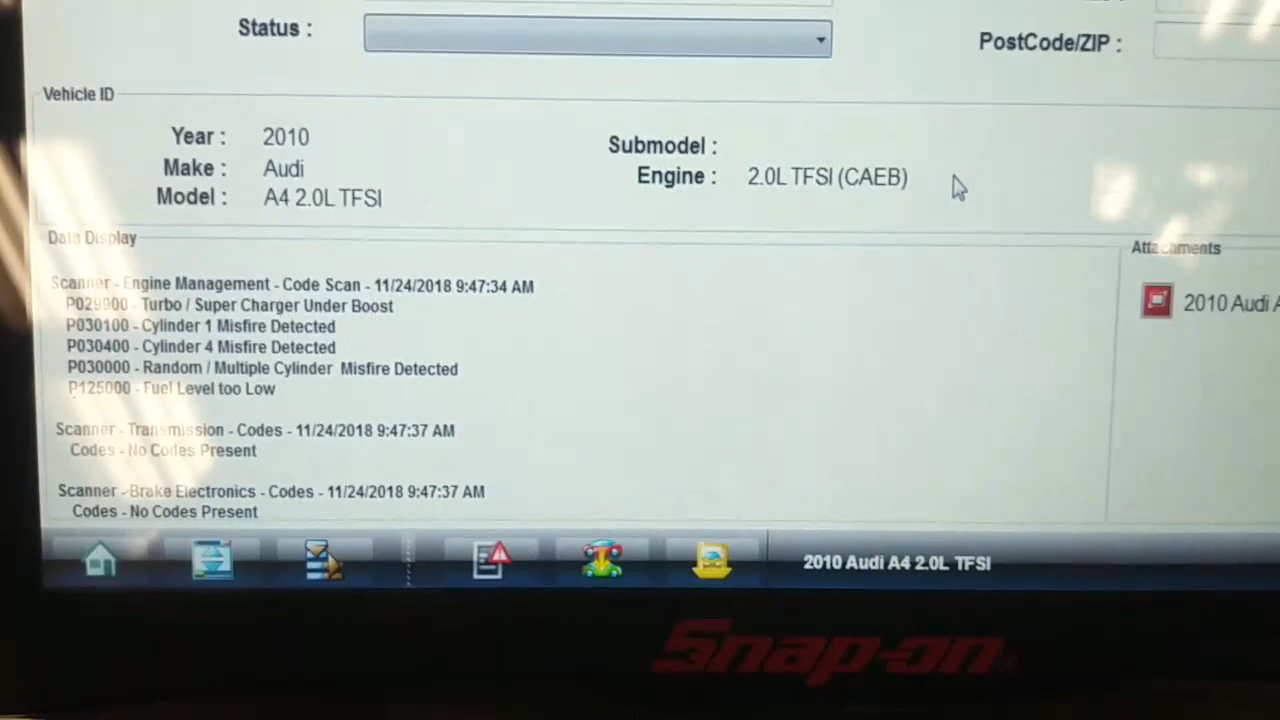 Status :
PostCode/ZIP :
Vehicle ID
Year : 2010
Make : Audi
Model : A4 2.0L TFSI
Submodel :
Engine : 2.0L TFSI (CAEB)
Data Display
Scanner - Engine Management - Code Scan - 11/24/2018 9:47:34 AM
P029900 - Turbo / Super Charger Under Boost
P030100 - Cylinder 1 Misfire Detected
P030400 - Cylinder 4 Misfire Detected
P030000 - Random / Multiple Cylinder Misfire Detected
P125000 - Fuel Level too Low
Scanner - Transmission - Codes - 11/24/2018 9:47:37 AM
Codes - No Codes Present
Scanner - Brake Electronics - Codes - 11/24/2018 9:47:37 AM
Codes - No Codes Present
Attachments
2010 Audi A
2010 Audi A4 2.0L TFSI
Snap-on